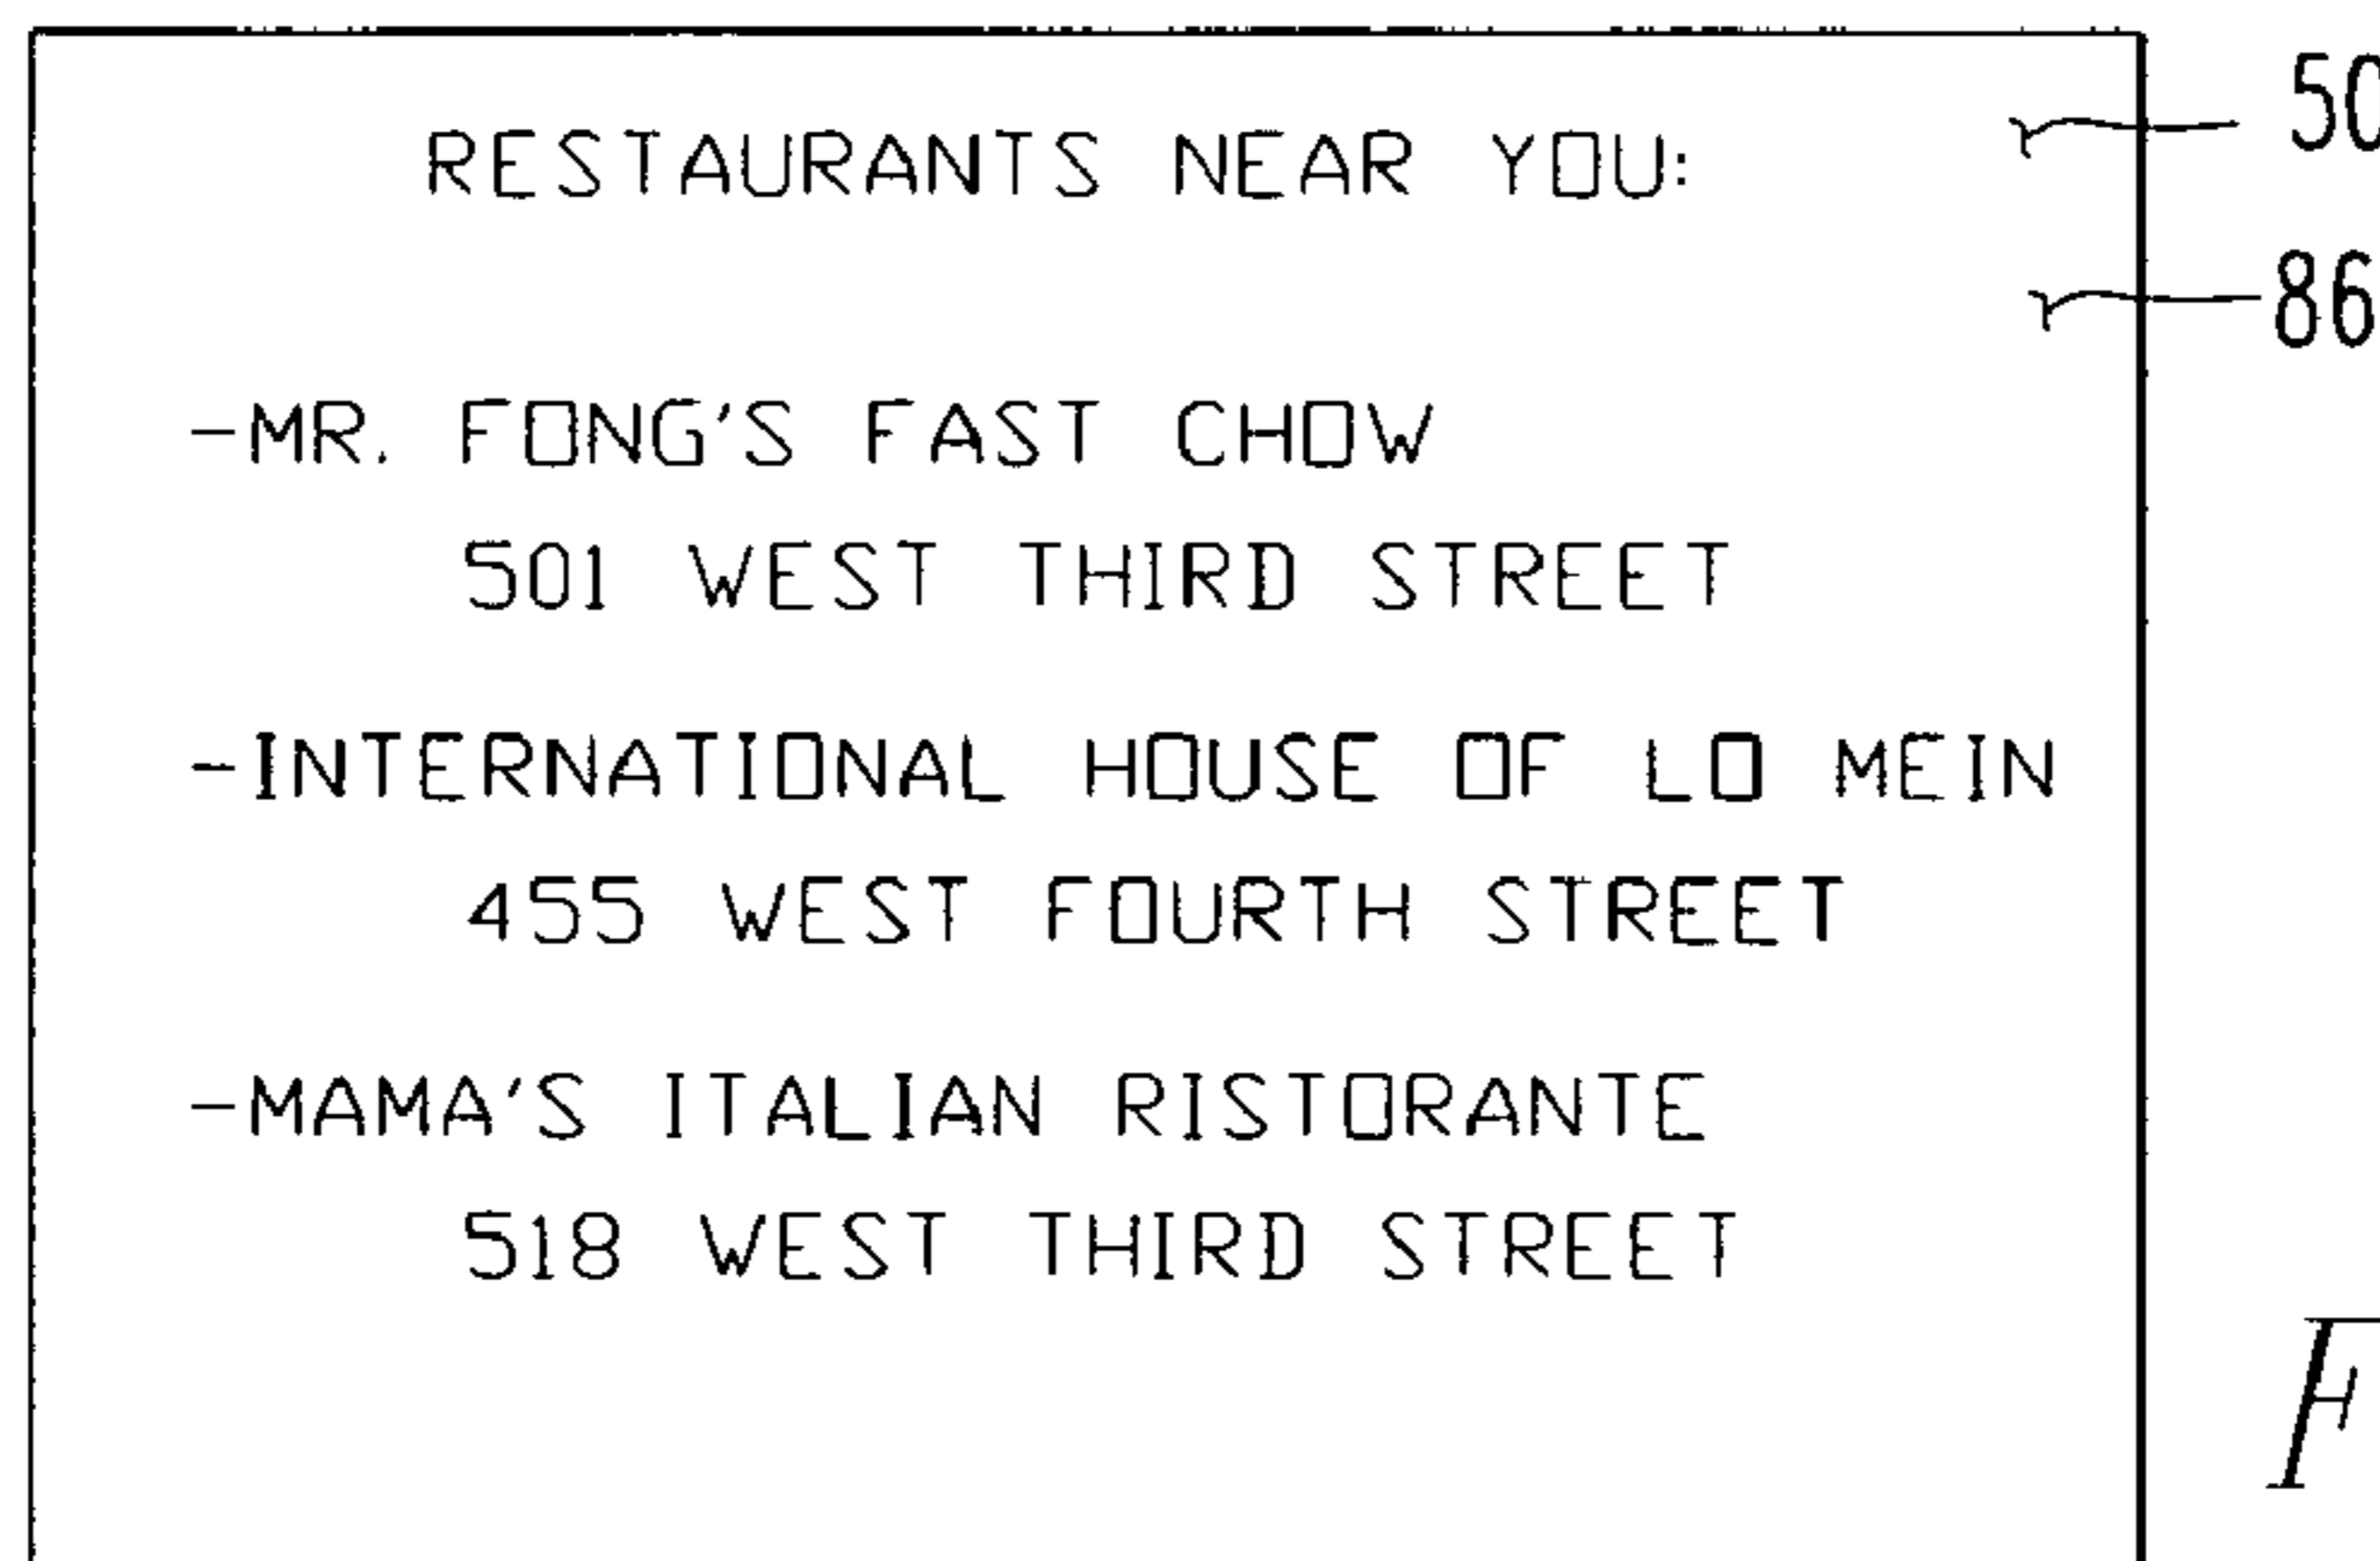 RESTAURANTS NEAR YOU:
50
86
-MR. FONG'S FAST CHOW
501 WEST THIRD STREET
-INTERNATIONAL HOUSE OF LO MEIN
455 WEST FOURTH STREET
-MAMA'S ITALIAN RISTORANTE
518 WEST THIRD STREET